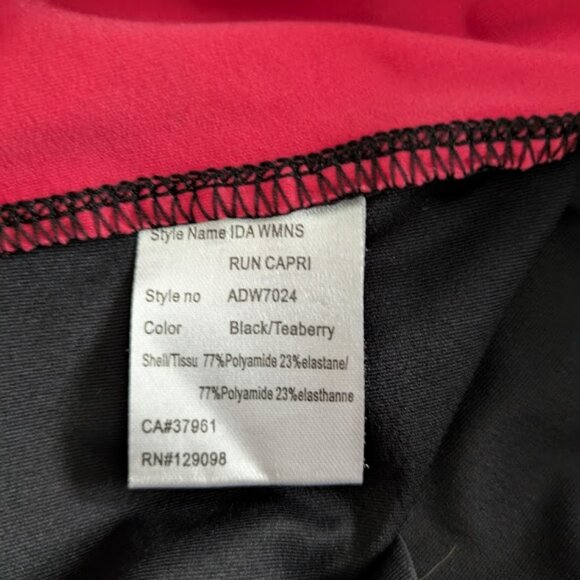 Style Name IDA WMNS
RUN CAPRI
Style no ADW7024
Color Black/Teaberry
Shell/Tissu 77%Polyamide 23%elastane/
77%Polyamide 23%elasthanne
CA#37961
RN#129098